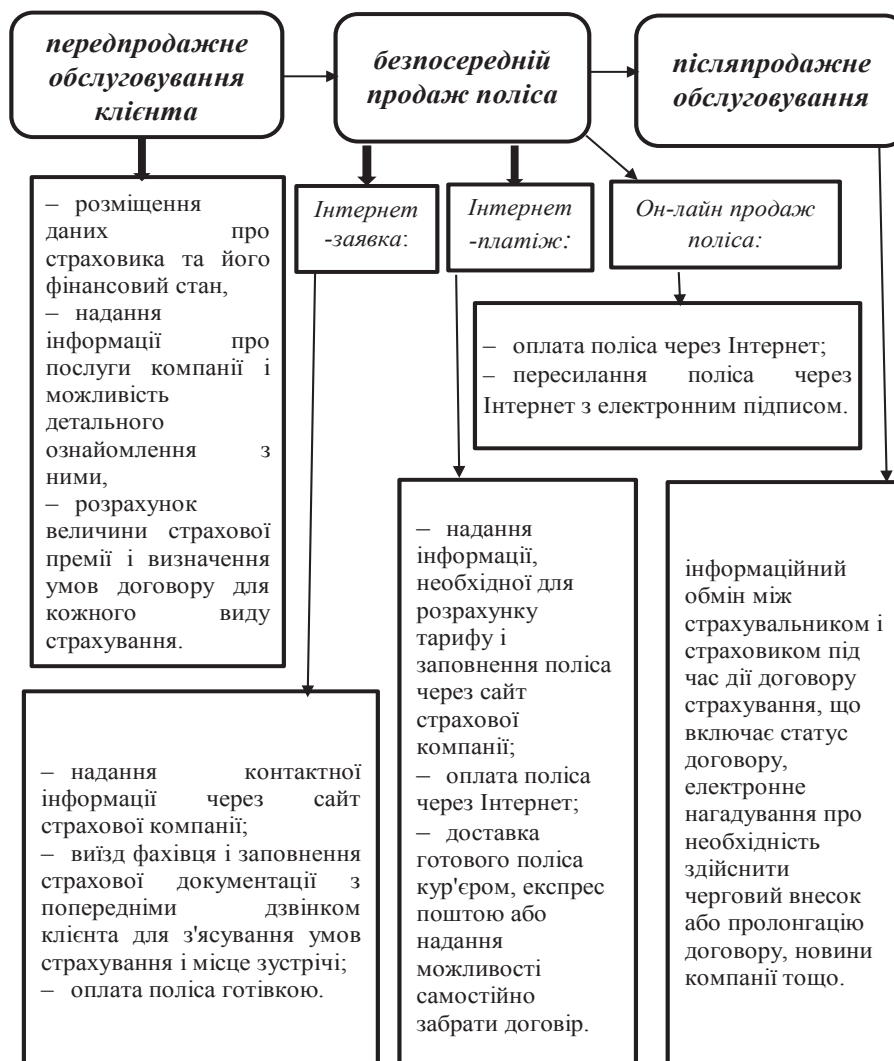 передпродажне
обслуговування
клієнта
безпосередній
продаж поліса
післяпродажне
обслуговування
– розміщення
даних про
страховика та його
фінансовий стан,
– надання
інформації про
послуги компанії і
можливість
детального
ознайомлення з
ними,
– розрахунок
величини страхової
премії і визначення
умов договору для
кожного виду
страхування.
Інтернет
-заявка:
Інтернет
-платіж:
Он-лайн продаж
поліса:
– оплата поліса через Інтернет;
– пересилання поліса через
Інтернет з електронним підписом.
– надання контактної
інформації через сайт
страхової компанії;
– виїзд фахівця і заповнення
страхової документації з
попереднім дзвінком
клієнта для з'ясування умов
страхування і місце зустрічі;
– оплата поліса готівкою.
– надання
інформації,
необхідної для
розрахунку
тарифу і
заповнення поліса
через сайт
страхової
компанії;
– оплата поліса
через Інтернет;
– доставка
готового поліса
кур'єром, експрес
поштою або
надання
можливості
самостійно
забрати договір.
інформаційний
обмін між
страхувальником і
страховиком під
час дії договору
страхування, що
включає статус
договору,
електронне
нагадування про
необхідність
здійснити
черговий внесок
або пролонгацію
договору, новини
компанії тощо.